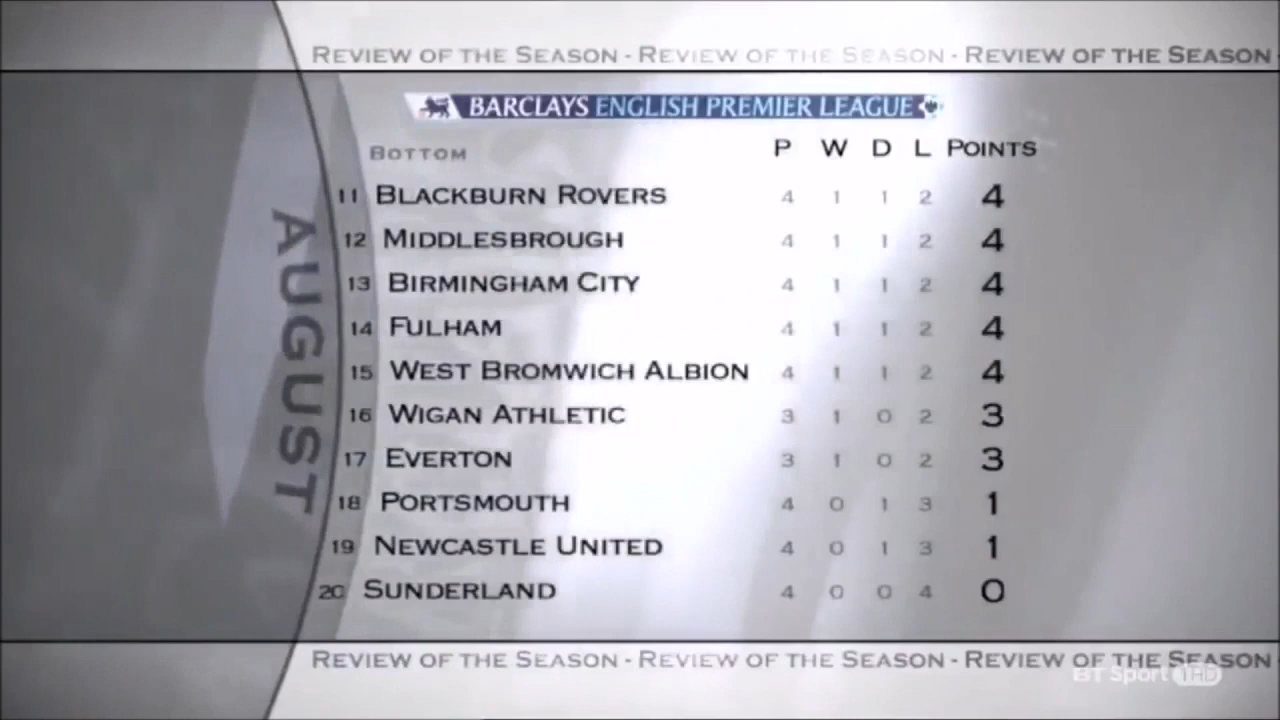 REVIEW OF THE SEASON - REVIEW OF THE SEASON - REVIEW OF THE SEASON
BARCLAYS ENGLISH PREMIER LEAGUE
BOTTOM P W D L POINTS
11 BLACKBURN ROVERS 4 1 1 2 4
12 MIDDLESBROUGH 4 1 1 2 4
13 BIRMINGHAM CITY 4 1 1 2 4
14 FULHAM 4 1 1 2 4
15 WEST BROMWICH ALBION 4 1 1 2 4
16 WIGAN ATHLETIC 3 1 0 2 3
17 EVERTON 3 1 0 2 3
18 PORTSMOUTH 4 0 1 3 1
19 NEWCASTLE UNITED 4 0 1 3 1
20 SUNDERLAND 4 0 0 4 0
AUGUST
REVIEW OF THE SEASON - REVIEW OF THE SEASON - REVIEW OF THE SEASON
BT Sport 1HD